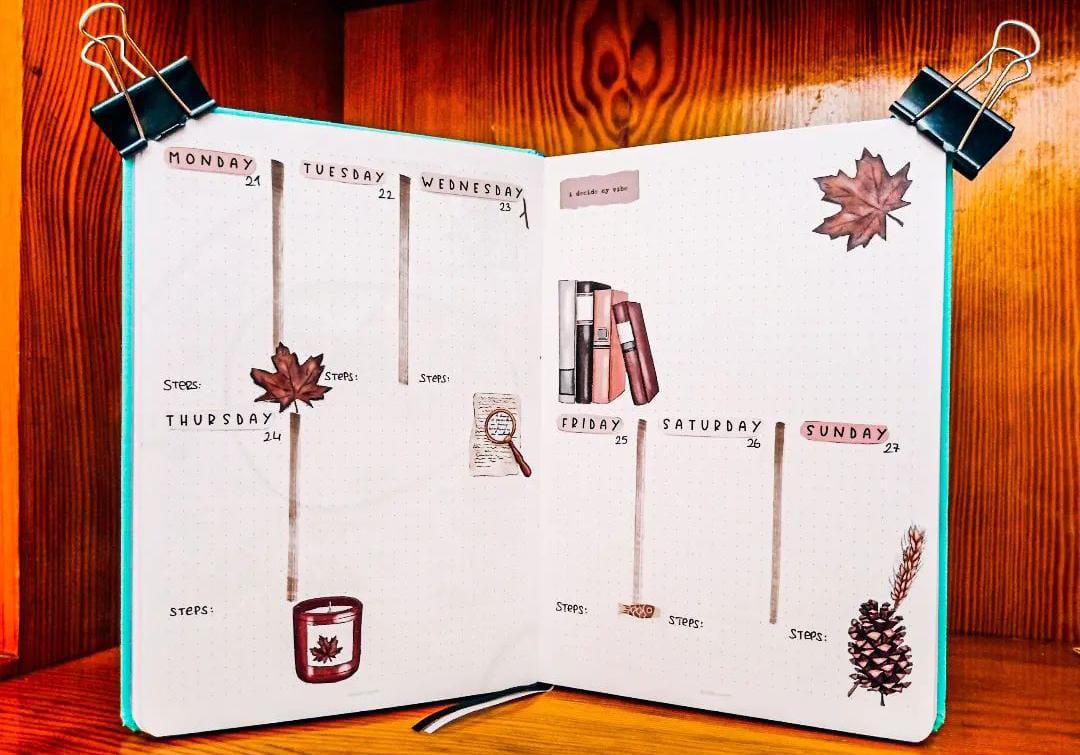 MONDAY
21
TUESDAY
22
WEDNESDAY
23
STEPS:
STEPS:
STEPS:
THURSDAY
24
STEPS:
i decide my vibe
FRIDAY
25
SATURDAY
26
SUNDAY
27
STEPS:
STEPS:
STEPS: